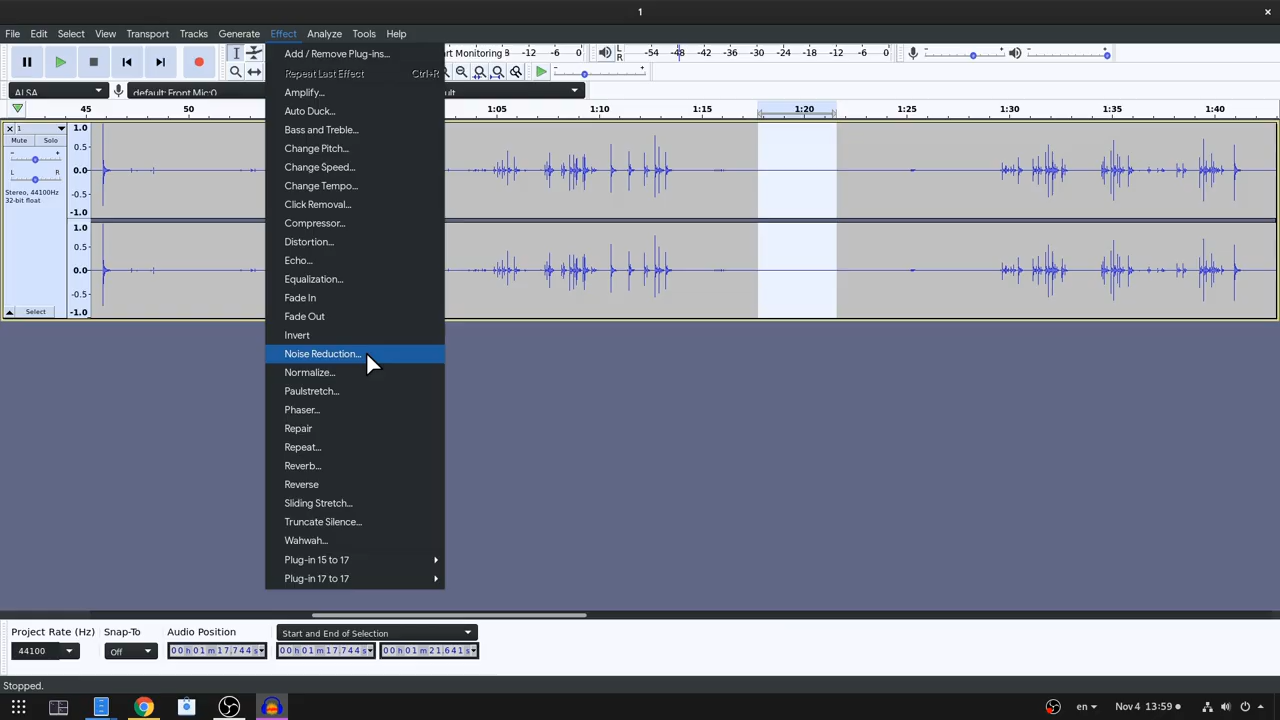 1
×
File Edit Select View Transport Tracks Generate Effect Analyze Tools Help
Add / Remove Plug-ins...
Repeat Last Effect Ctrl+R
Amplify...
Auto Duck...
Bass and Treble...
Change Pitch...
Change Speed...
Change Tempo...
Click Removal...
Compressor...
Distortion...
Echo...
Equalization...
Fade In
Fade Out
Invert
Noise Reduction...
Normalize...
Paulstretch...
Phaser...
Repair
Repeat...
Reverb...
Reverse
Sliding Stretch...
Truncate Silence...
Wahwah...
Plug-in 15 to 17
Plug-in 17 to 17
Monitoring -12 -6 0
L R -54 -48 -42 -36 -30 -24 -18 -12 -6 0
- + - +
ALSA default: Front Mic:0
45 50 1:05 1:10 1:15 1:20 1:25 1:30 1:35 1:40
× 1
Mute Solo
- +
L R
Stereo, 44100Hz
32-bit float
Select
1.0
0.5
0.0
-0.5
-1.0
1.0
0.5
0.0
-0.5
-1.0
Project Rate (Hz) Snap-To Audio Position Start and End of Selection
44100 Off 00 h 01 m 17,744 s 00 h 01 m 17,744 s 00 h 01 m 21,641 s
Stopped.
en Nov 4 13:59